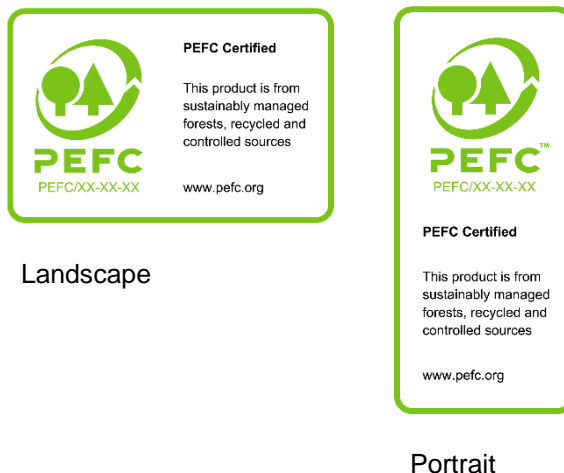 PEFC Certified
This product is from
sustainably managed
forests, recycled and
controlled sources
www.pefc.org
PEFC
PEFC/XX-XX-XX
Landscape
PEFC™
PEFC/XX-XX-XX
PEFC Certified
This product is from
sustainably managed
forests, recycled and
controlled sources
www.pefc.org
Portrait